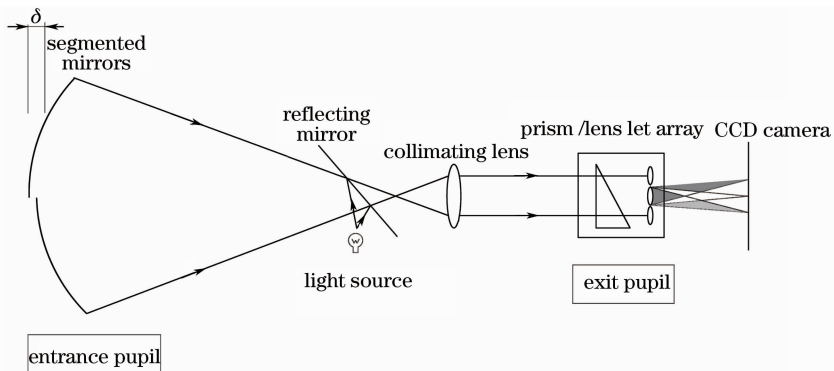 δ
segmented
mirrors
reflecting
mirror
collimating lens
prism /lens let array
CCD camera
w
light source
exit pupil
entrance pupil